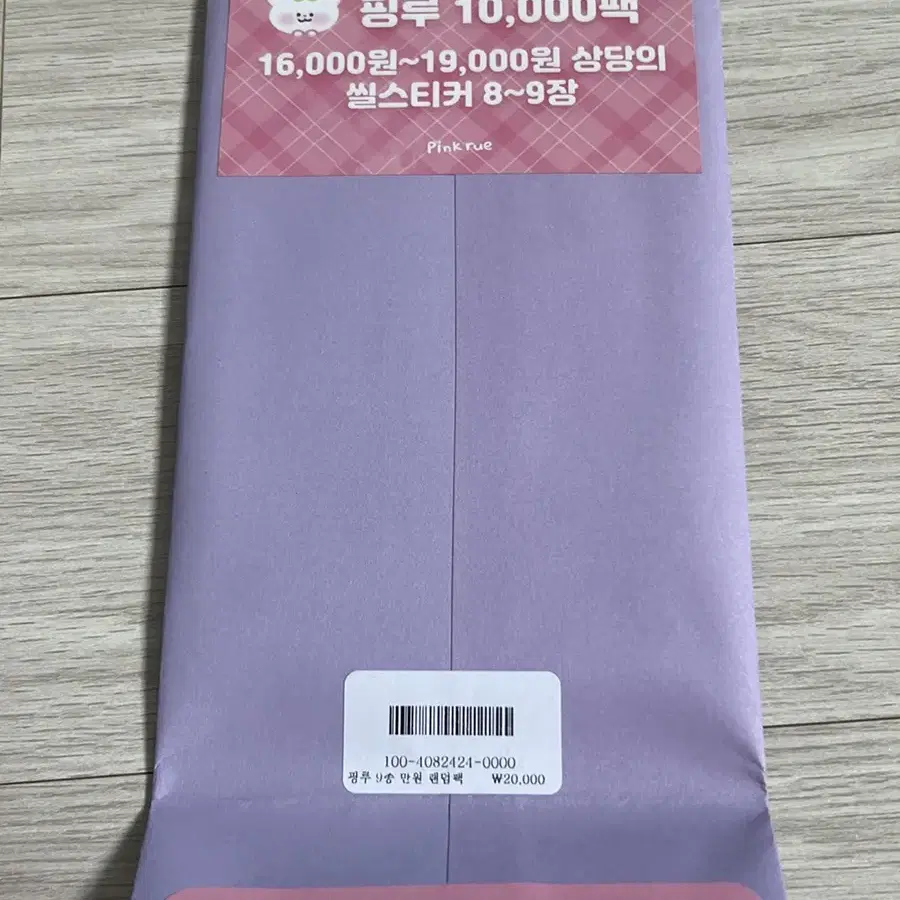 핑루 10,000팩
16,000원~19,000원 상당의
씰스티커 8~9장
Pinkrue
100-4082424-0000
핑루 9종 만원 랜덤팩 ₩20,000